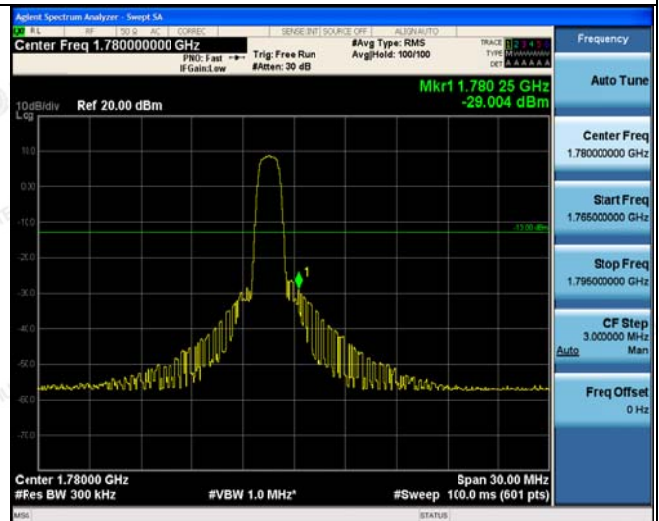 Agilent Spectrum Analyzer - Swept SA
RL RF 50 Ω AC CORREC SENSE:INT SOURCE OFF ALIGNAUTO
Center Freq 1.780000000 GHz
PNO: Fast
IFGain:Low
Trig: Free Run
#Atten: 30 dB
#Avg Type: RMS
Avg|Hold: 100/100
TRACE 1 2 3 4 5 6
TYPE M
DET A A A A A A
Mkr1 1.780 25 GHz
-29.004 dBm
10dB/div Ref 20.00 dBm
Log
10.0
0.00
-10.0
-13.00 dBm
-20.0
1
-30.0
-40.0
-50.0
-60.0
-70.0
Center 1.78000 GHz
Span 30.00 MHz
#Res BW 300 kHz
#VBW 1.0 MHz*
#Sweep 100.0 ms (601 pts)
MSG
STATUS
Frequency
Auto Tune
Center Freq
1.780000000 GHz
Start Freq
1.765000000 GHz
Stop Freq
1.795000000 GHz
CF Step
3.000000 MHz
Auto Man
Freq Offset
0 Hz